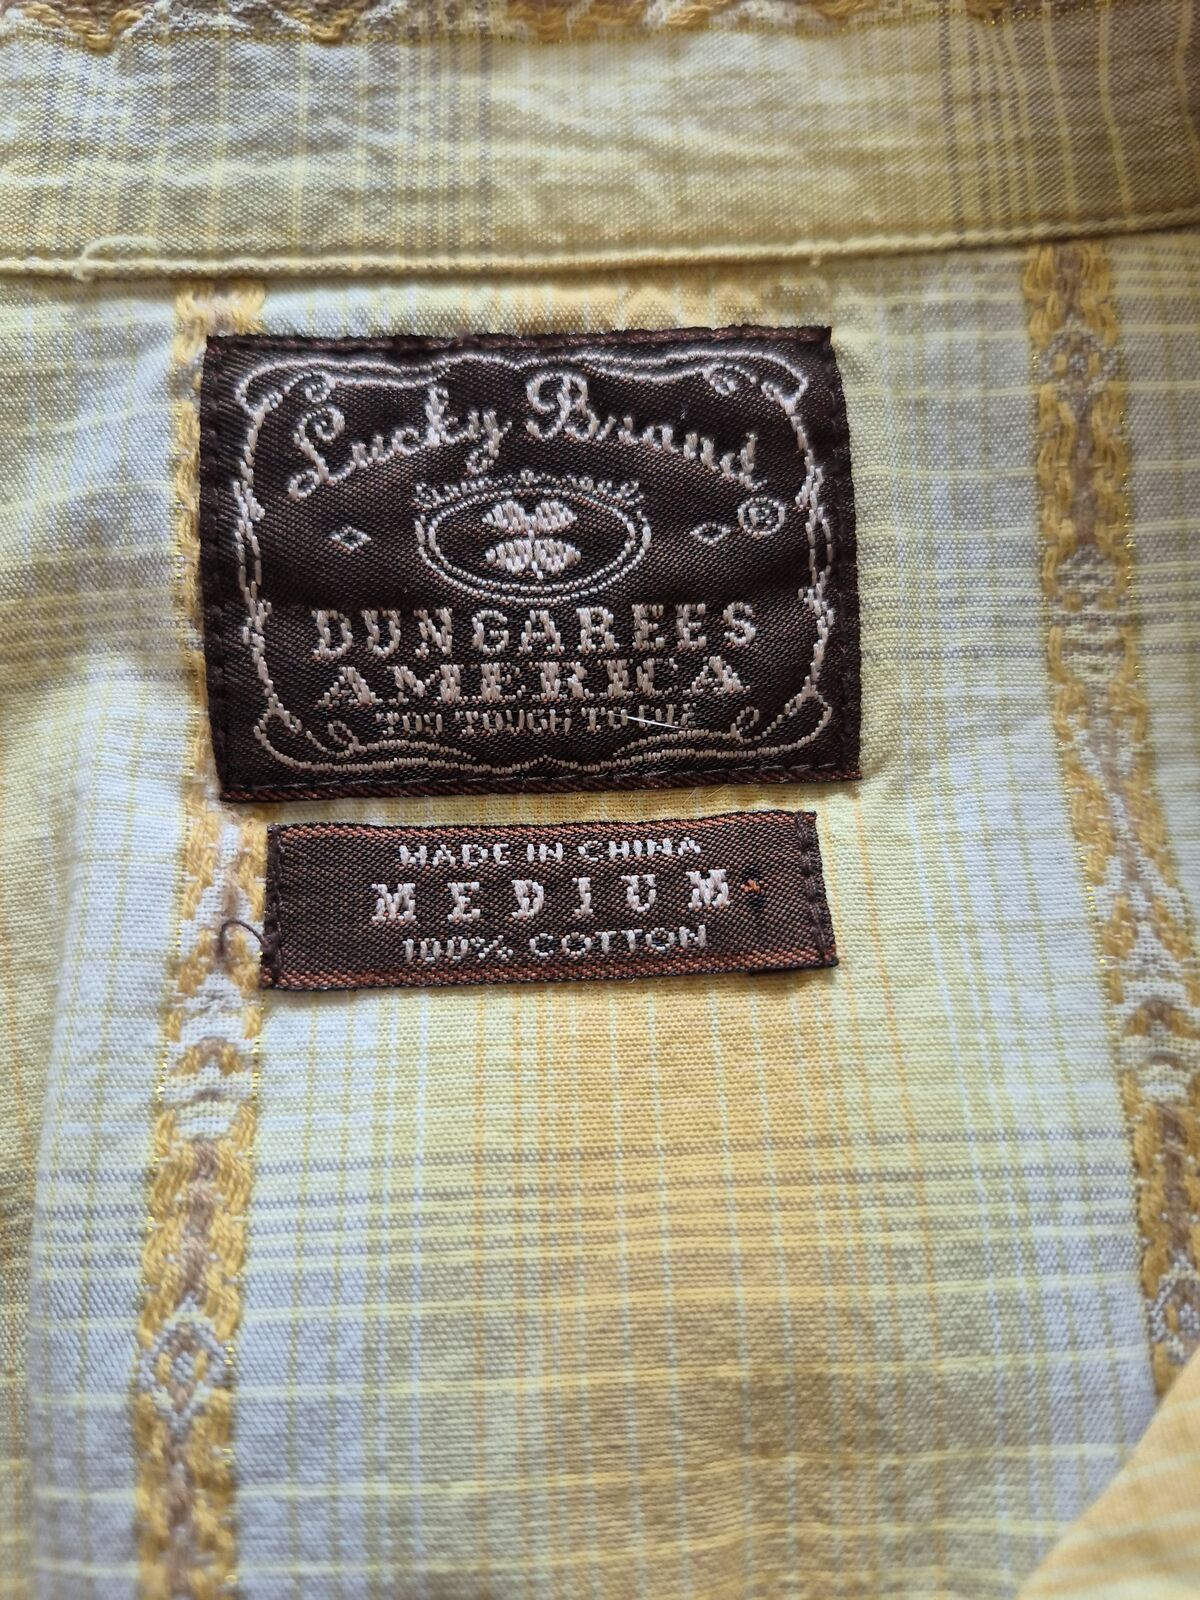 Lucky Brand
®
DUNGAREES
AMERICA
TOO TOUGH TO DIE
MADE IN CHINA
MEDIUM
100% COTTON